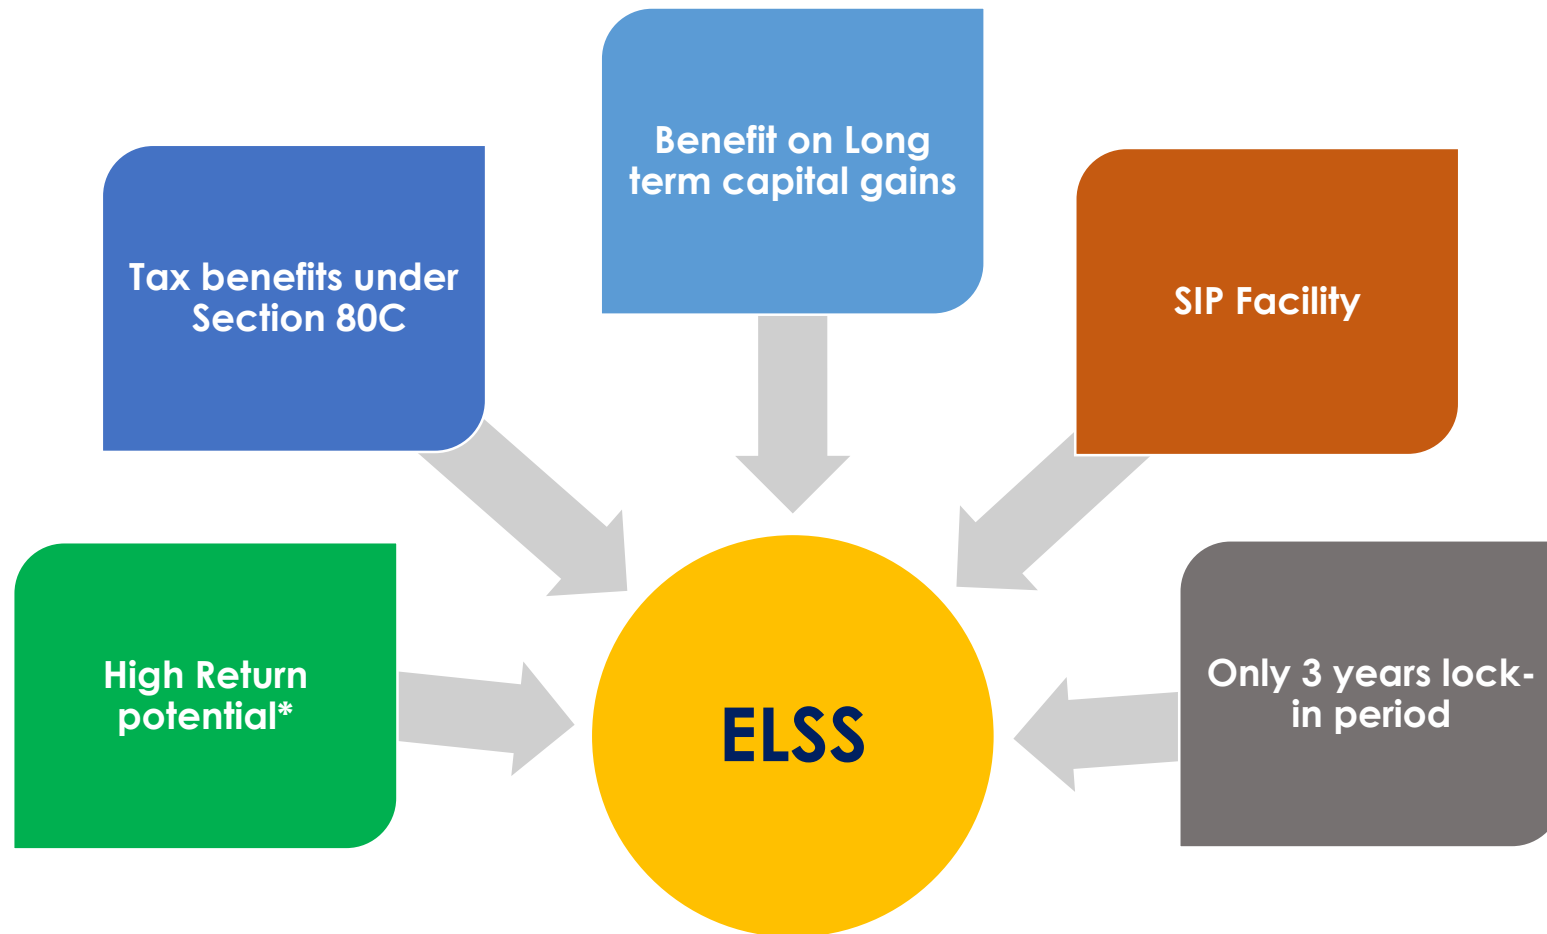 Benefit on Long
term capital gains
Tax benefits under
Section 80C
SIP Facility
High Return
potential*
Only 3 years lock-
in period
ELSS